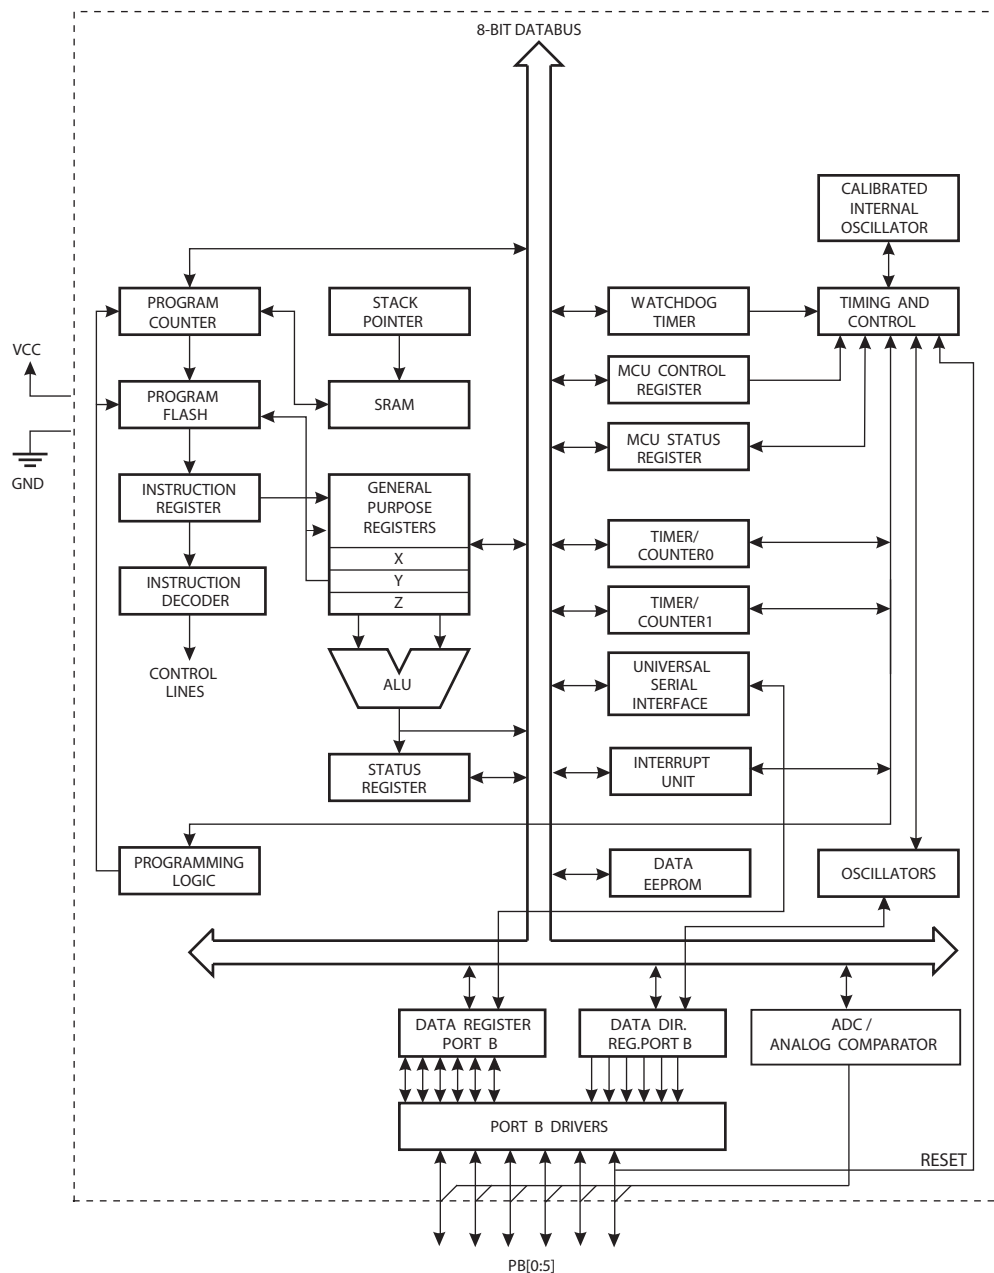 8-BIT DATABUS
CALIBRATED
INTERNAL
OSCILLATOR
PROGRAM
COUNTER
STACK
POINTER
WATCHDOG
TIMER
TIMING AND
CONTROL
VCC
PROGRAM
FLASH
SRAM
MCU CONTROL
REGISTER
MCU STATUS
REGISTER
GND
INSTRUCTION
REGISTER
GENERAL
PURPOSE
REGISTERS
X
Y
Z
TIMER/
COUNTER0
INSTRUCTION
DECODER
TIMER/
COUNTER1
CONTROL
LINES
ALU
UNIVERSAL
SERIAL
INTERFACE
STATUS
REGISTER
INTERRUPT
UNIT
PROGRAMMING
LOGIC
DATA
EEPROM
OSCILLATORS
DATA REGISTER
PORT B
DATA DIR.
REG.PORT B
ADC /
ANALOG COMPARATOR
PORT B DRIVERS
RESET
PB[0:5]